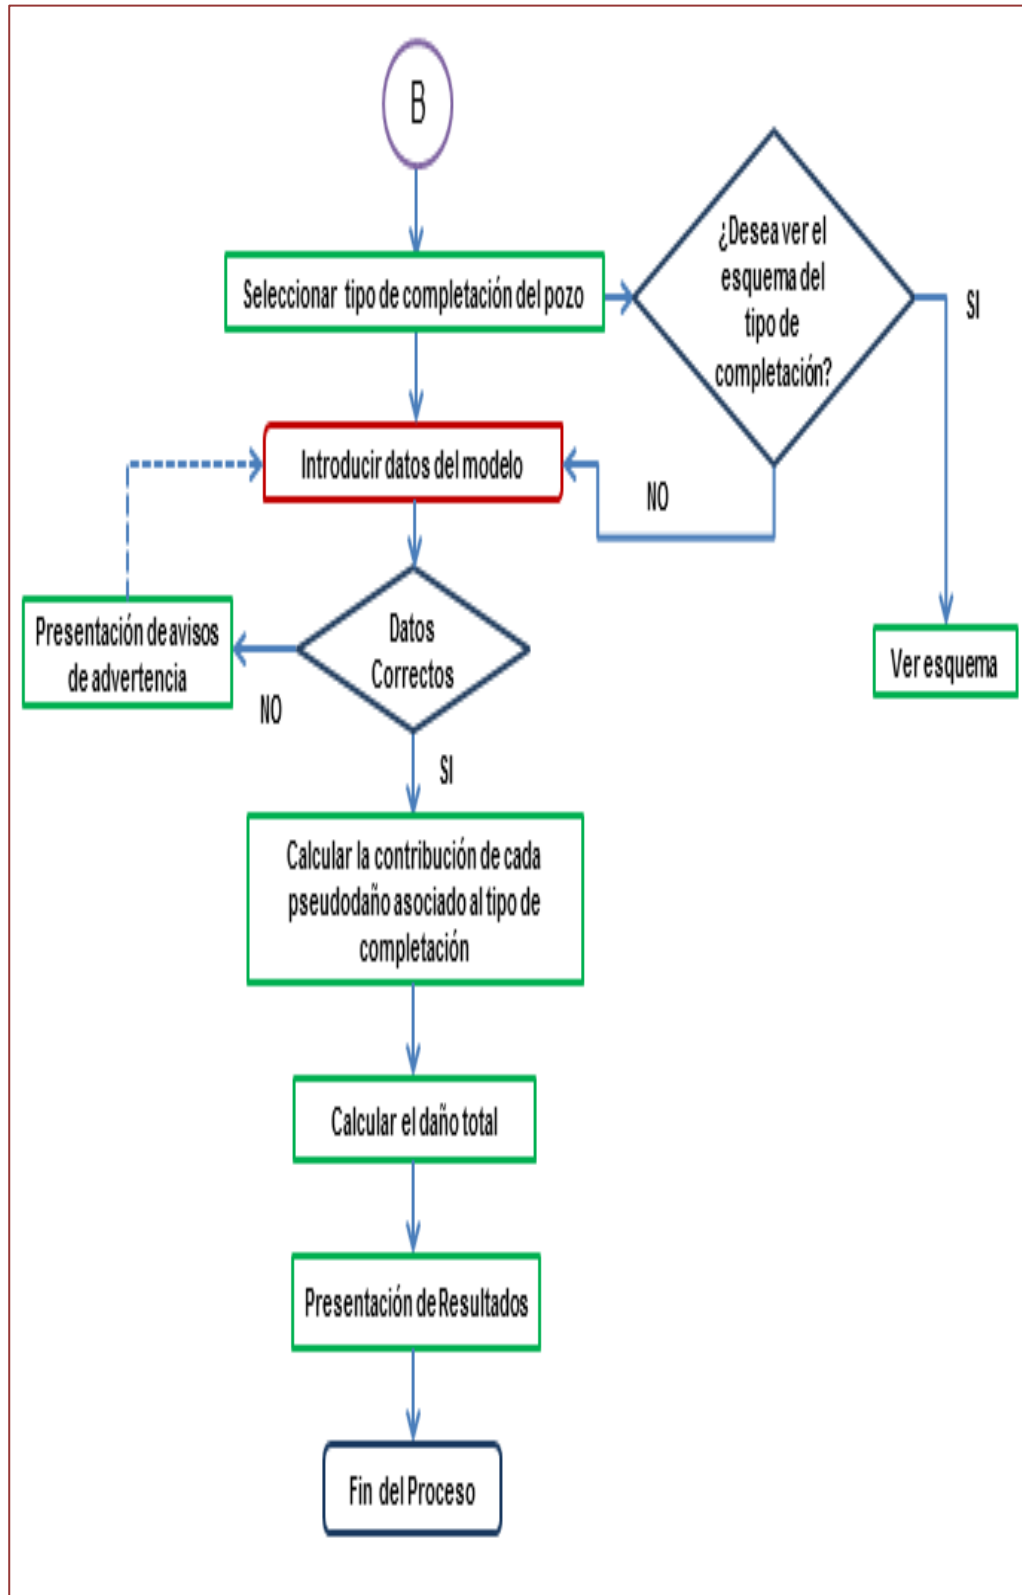 B
¿Desea ver el
esquema del
tipo de
completación?
Seleccionar tipo de completación del pozo
SI
Introducir datos del modelo
NO
Datos
Correctos
Presentación de avisos
de advertencia
NO
Ver esquema
SI
Calcular la contribución de cada
pseudodaño asociado al tipo de
completación
Calcular el daño total
Presentación de Resultados
Fin del Proceso